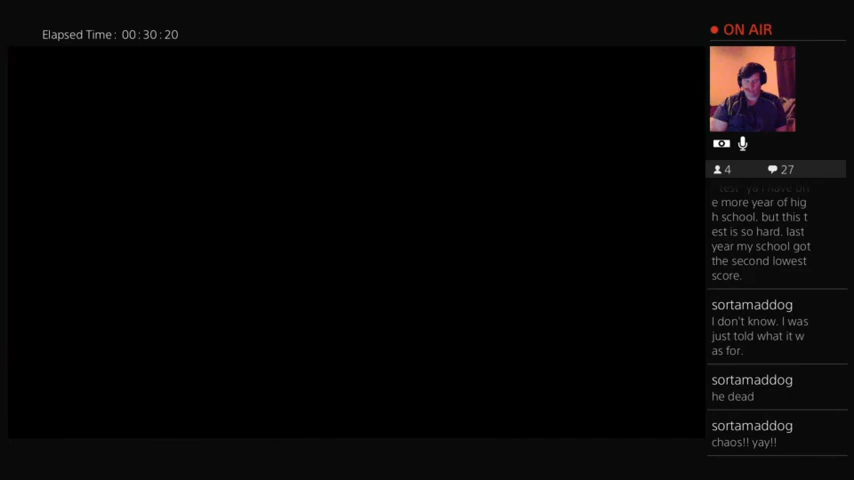 Elapsed Time: 00:30:20
ON AIR
4 27
e more year of hig
h school. but this t
est is so hard. last
year my school got
the second lowest
score.
sortamaddog
I don't know. I was
just told what it w
as for.
sortamaddog
he dead
sortamaddog
chaos!! yay!!